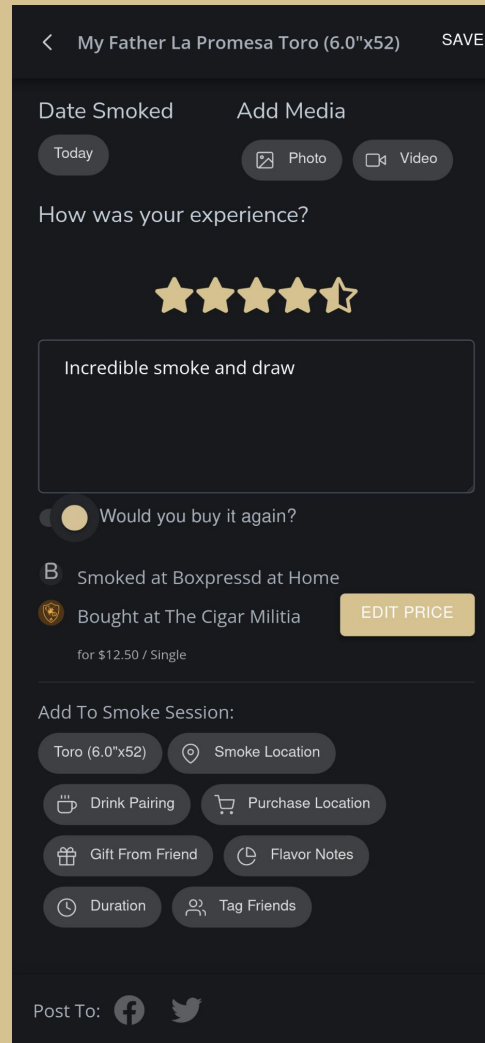 My Father La Promesa Toro (6.0"x52) SAVE
Date Smoked Add Media
Today Photo Video
How was your experience?
Incredible smoke and draw
Would you buy it again?
B Smoked at Boxpressd at Home
Bought at The Cigar Militia EDIT PRICE
for $12.50 / Single
Add To Smoke Session:
Toro (6.0"x52) Smoke Location
Drink Pairing Purchase Location
Gift From Friend Flavor Notes
Duration Tag Friends
Post To: